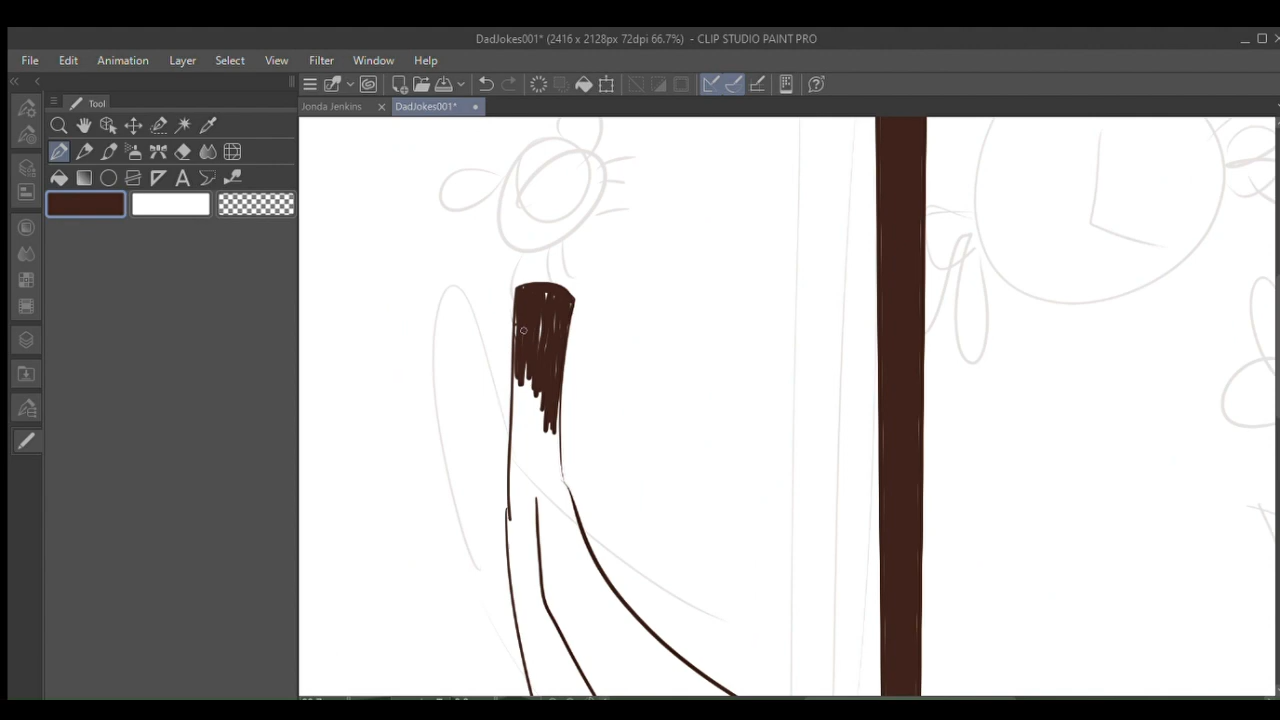 DadJokes001* (2416 x 2128px 72dpi 66.7%) - CLIP STUDIO PAINT PRO
File Edit Animation Layer Select View Filter Window Help
Tool
Jonda Jenkins
DadJokes001*